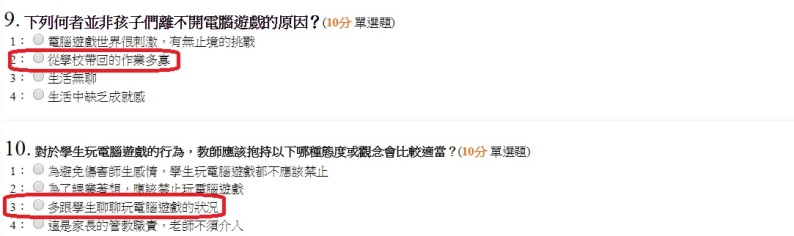 9. 下列何者並非孩子們離不開電腦遊戲的原因？(10分 單選題)
1： 電腦遊戲世界很刺激，有無止境的挑戰
2： 從學校帶回的作業多寡
3： 生活無聊
4： 生活中缺乏成就感
10. 對於學生玩電腦遊戲的行為，教師應該抱持以下哪種態度或觀念會比較適當？(10分 單選題)
1： 為避免傷害師生感情，學生玩電腦遊戲都不應該禁止
2： 為了課業著想，應該禁止玩電腦遊戲
3： 多跟學生聊聊玩電腦遊戲的狀況
4： 這是家長的管教職責，老師不須介入